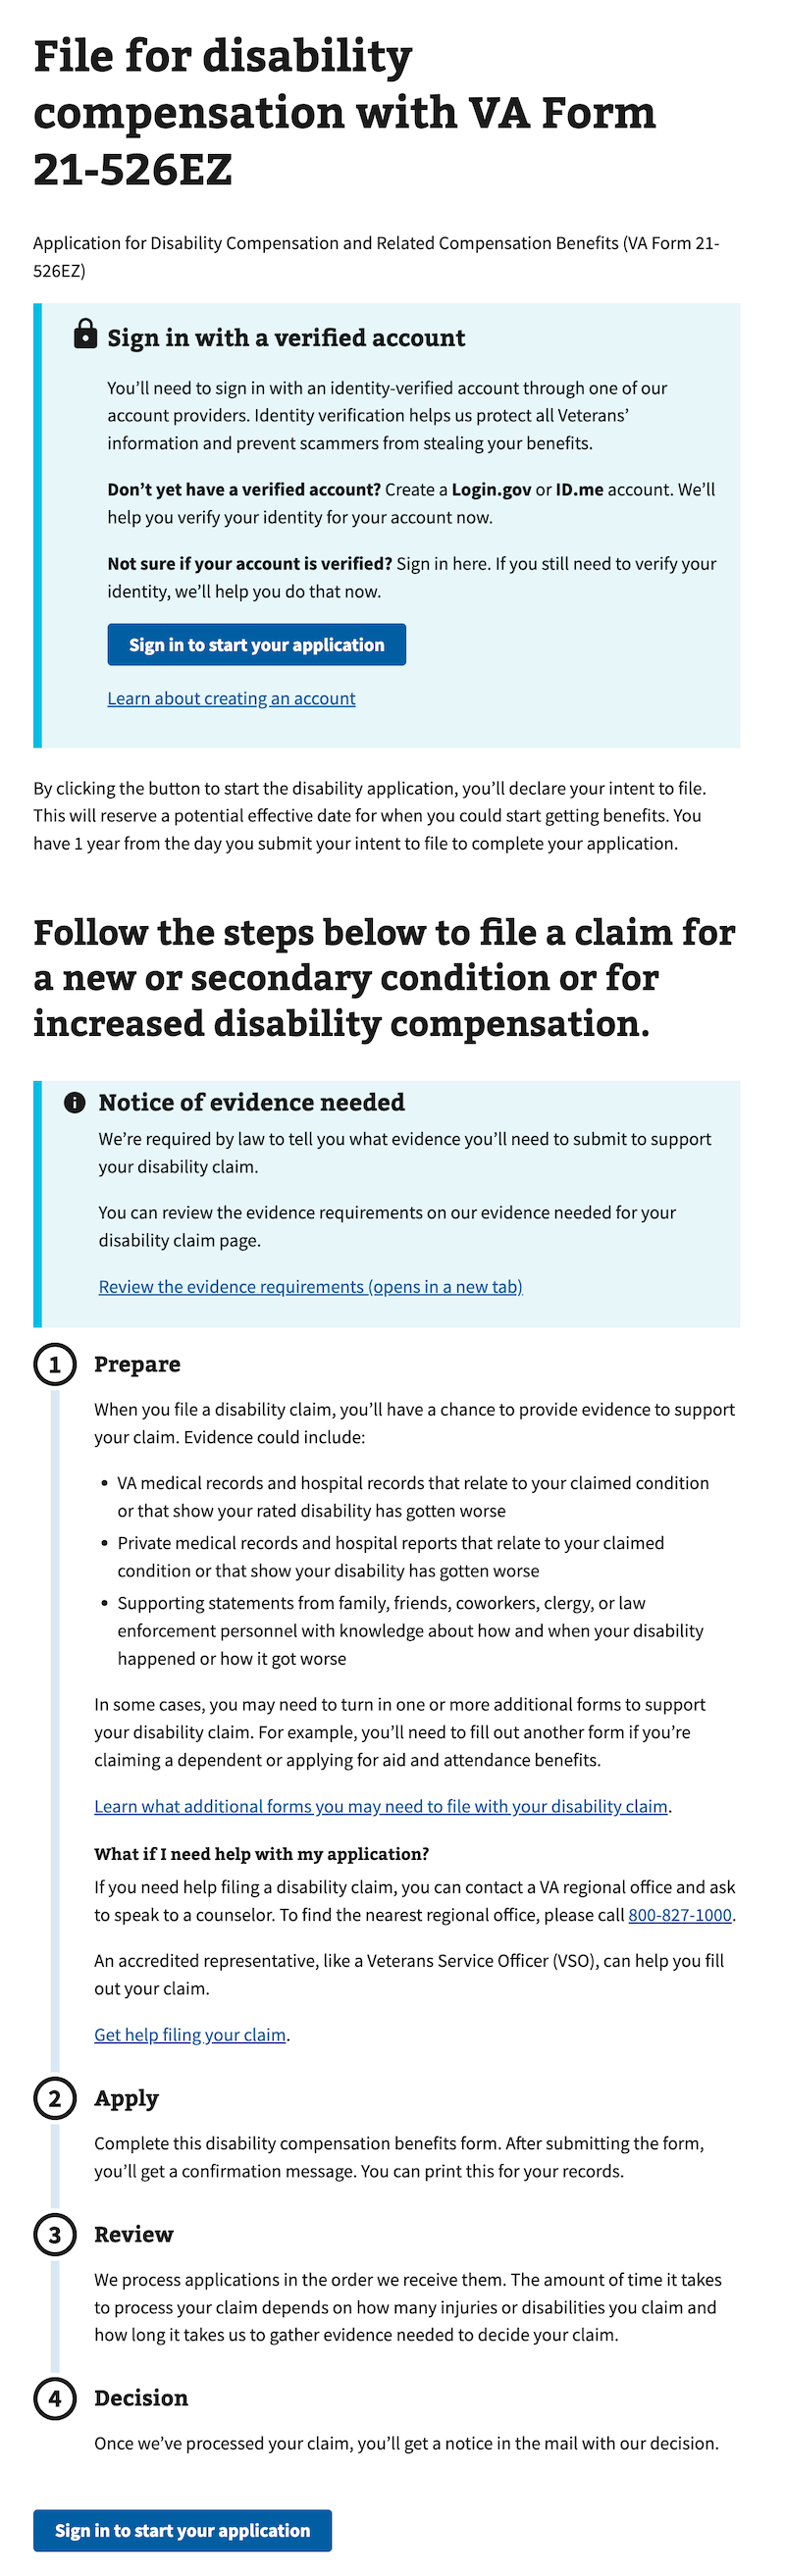 File for disability
compensation with VA Form
21-526EZ
Application for Disability Compensation and Related Compensation Benefits (VA Form 21-
526EZ)
Sign in with a verified account
You’ll need to sign in with an identity-verified account through one of our
account providers. Identity verification helps us protect all Veterans’
information and prevent scammers from stealing your benefits.
Don’t yet have a verified account? Create a Login.gov or ID.me account. We’ll
help you verify your identity for your account now.
Not sure if your account is verified? Sign in here. If you still need to verify your
identity, we’ll help you do that now.
Sign in to start your application
Learn about creating an account
By clicking the button to start the disability application, you’ll declare your intent to file.
This will reserve a potential effective date for when you could start getting benefits. You
have 1 year from the day you submit your intent to file to complete your application.
Follow the steps below to file a claim for
a new or secondary condition or for
increased disability compensation.
Notice of evidence needed
We’re required by law to tell you what evidence you’ll need to submit to support
your disability claim.
You can review the evidence requirements on our evidence needed for your
disability claim page.
Review the evidence requirements (opens in a new tab)
1 Prepare
When you file a disability claim, you’ll have a chance to provide evidence to support
your claim. Evidence could include:
• VA medical records and hospital records that relate to your claimed condition
or that show your rated disability has gotten worse
• Private medical records and hospital reports that relate to your claimed
condition or that show your disability has gotten worse
• Supporting statements from family, friends, coworkers, clergy, or law
enforcement personnel with knowledge about how and when your disability
happened or how it got worse
In some cases, you may need to turn in one or more additional forms to support
your disability claim. For example, you’ll need to fill out another form if you’re
claiming a dependent or applying for aid and attendance benefits.
Learn what additional forms you may need to file with your disability claim.
What if I need help with my application?
If you need help filing a disability claim, you can contact a VA regional office and ask
to speak to a counselor. To find the nearest regional office, please call 800-827-1000.
An accredited representative, like a Veterans Service Officer (VSO), can help you fill
out your claim.
Get help filing your claim.
2 Apply
Complete this disability compensation benefits form. After submitting the form,
you’ll get a confirmation message. You can print this for your records.
3 Review
We process applications in the order we receive them. The amount of time it takes
to process your claim depends on how many injuries or disabilities you claim and
how long it takes us to gather evidence needed to decide your claim.
4 Decision
Once we’ve processed your claim, you’ll get a notice in the mail with our decision.
Sign in to start your application